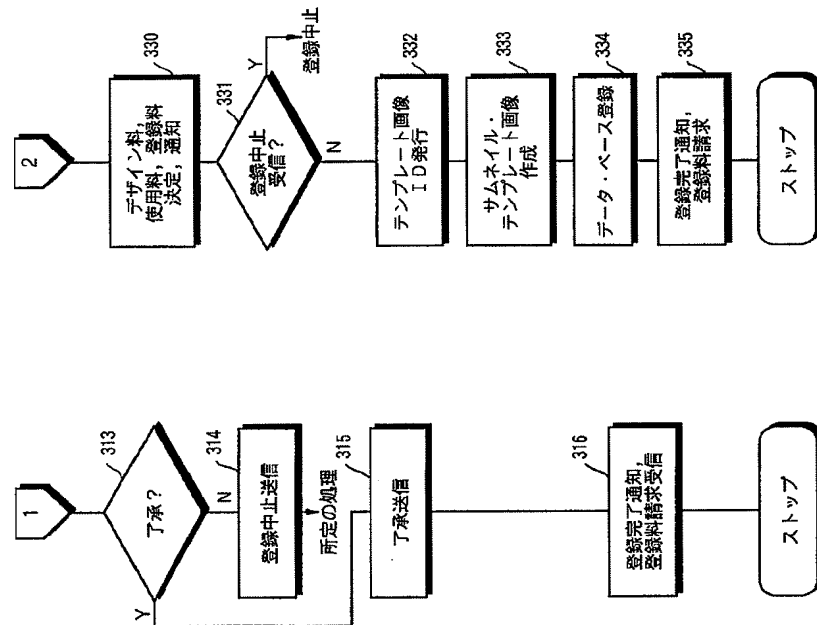 1
313
了承？
Y
N
314
登録中止送信
所定の処理
315
了承送信
316
登録完了通知，
登録料請求受信
ストップ
2
330
デザイン料，
使用料，登録料
決定，通知
331
登録中止
受信？
Y
登録中止
N
332
テンプレート画像
ＩＤ発行
333
サムネイル・
テンプレート画像
作成
334
データ・ベース登録
335
登録完了通知，
登録料請求
ストップ